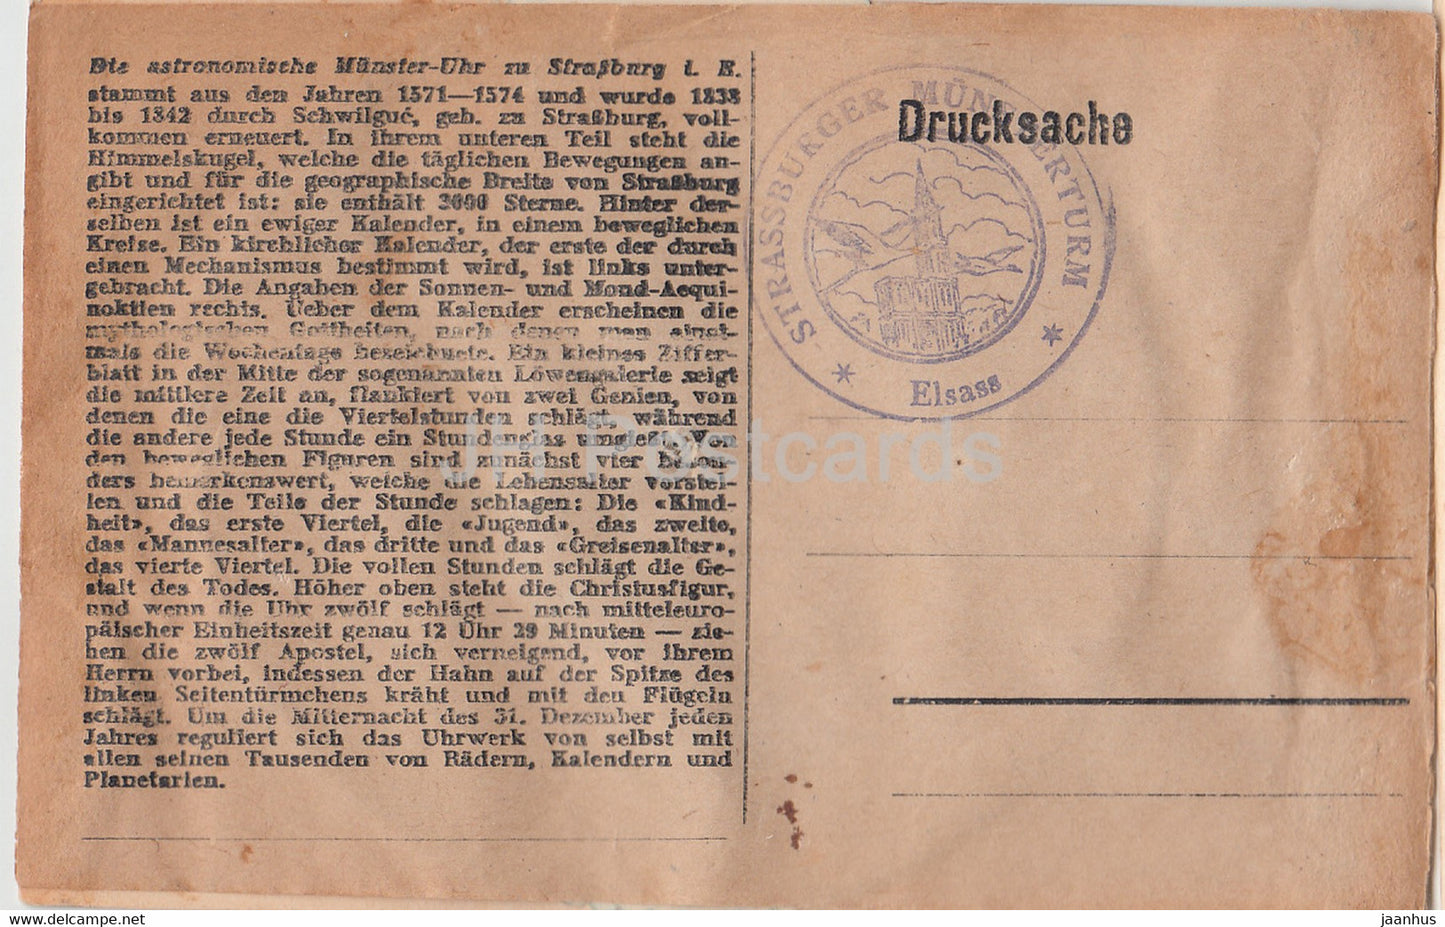 Die astronomische Münster-Uhr zu Straßburg i. E.
stammt aus den Jahren 1571—1574 und wurde 1838
bis 1842 durch Schwilgué, geb. zu Straßburg, voll-
kommen erneuert. In ihrem unteren Teil steht die
Himmelskugel, welche die täglichen Bewegungen an-
gibt und für die geographische Breite von Straßburg
eingerichtet ist: sie enthält 3000 Sterne. Hinter der-
selben ist ein ewiger Kalender, in einem beweglichen
Kreise. Ein kirchlicher Kalender, der erste der durch
einen Mechanismus bestimmt wird, ist links unter-
gebracht. Die Angaben der Sonnen- und Mond-Aequi-
noktien rechts. Ueber dem Kalender erscheinen die
mythologischen Gottheiten, nach denen man einst-
mals die Wochentage bezeichnete. Ein kleines Ziffer-
blatt in der Mitte der sogenannten Löwengalerie zeigt
die mittlere Zeit an, flankiert von zwei Genien, von
denen die eine die Viertelstunden schlägt, während
die andere jede Stunde ein Stundenglas umgießt. Von
den beweglichen Figuren sind zunächst vier beson-
ders bemerkenswert, welche die Lebensalter vorstel-
len und die Teile der Stunde schlagen: Die «Kind-
heit», das erste Viertel, die «Jugend», das zweite,
das «Mannesalter», das dritte und das «Greisenalter»,
das vierte Viertel. Die vollen Stunden schlägt die Ge-
stalt des Todes. Höher oben steht die Christusfigur,
und wenn die Uhr zwölf schlägt — nach mitteleuro-
päischer Einheitszeit genau 12 Uhr 29 Minuten — zie-
hen die zwölf Apostel, sich verneigend, vor ihrem
Herrn vorbei, indessen der Hahn auf der Spitze des
linken Seitentürmchens kräht und mit den Flügeln
schlägt. Um die Mitternacht des 31. Dezember jeden
Jahres reguliert sich das Uhrwerk von selbst mit
allen seinen Tausenden von Rädern, Kalendern und
Planetarien.
Drucksache
STRASSBURGER MÜNSTERTURM
* Elsass *
JH Postcards
jaanhus